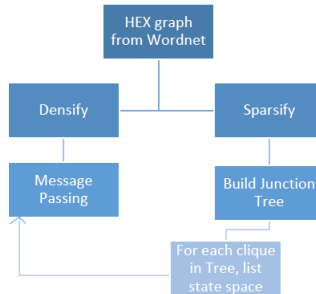 HEX graph
from Wordnet
Densify
Sparsify
Message
Passing
Build Junction
Tree
For each clique
in Tree, list
state space